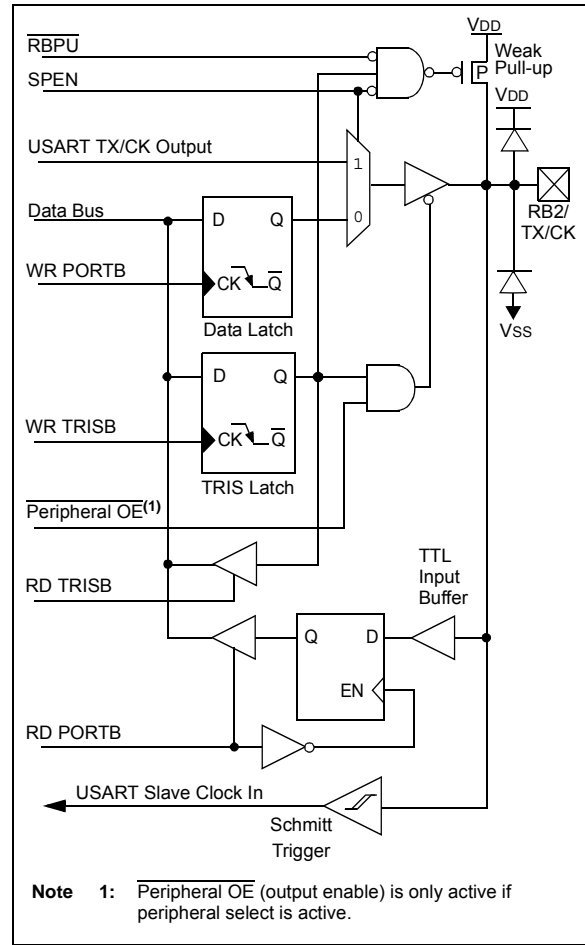 RBPU
VDD
Weak
Pull-up
P
SPEN
VDD
USART TX/CK Output
1
Data Bus
D Q
0
RB2/
TX/CK
WR PORTB
CK Q
VSS
Data Latch
D Q
WR TRISB
CK Q
TRIS Latch
Peripheral OE(1)
TTL
Input
Buffer
RD TRISB
Q D
EN
RD PORTB
USART Slave Clock In
Schmitt
Trigger
Note 1: Peripheral OE (output enable) is only active if
peripheral select is active.